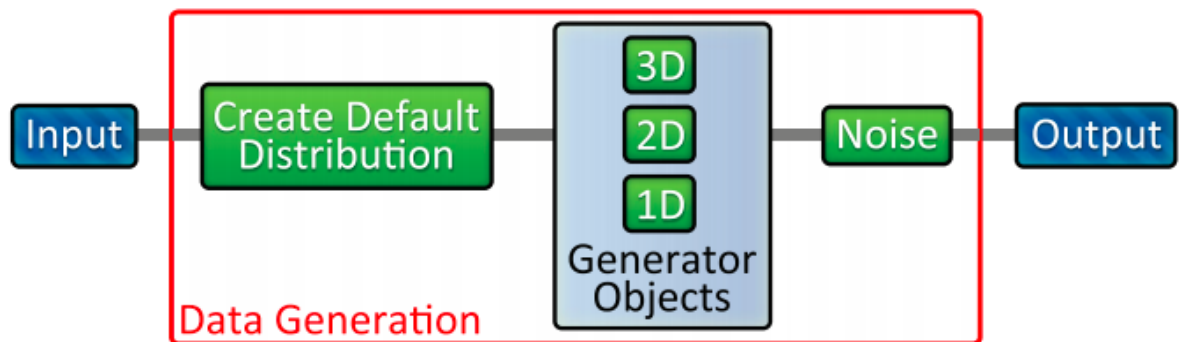 Input
Create Default
Distribution
3D
2D
1D
Generator
Objects
Noise
Output
Data Generation